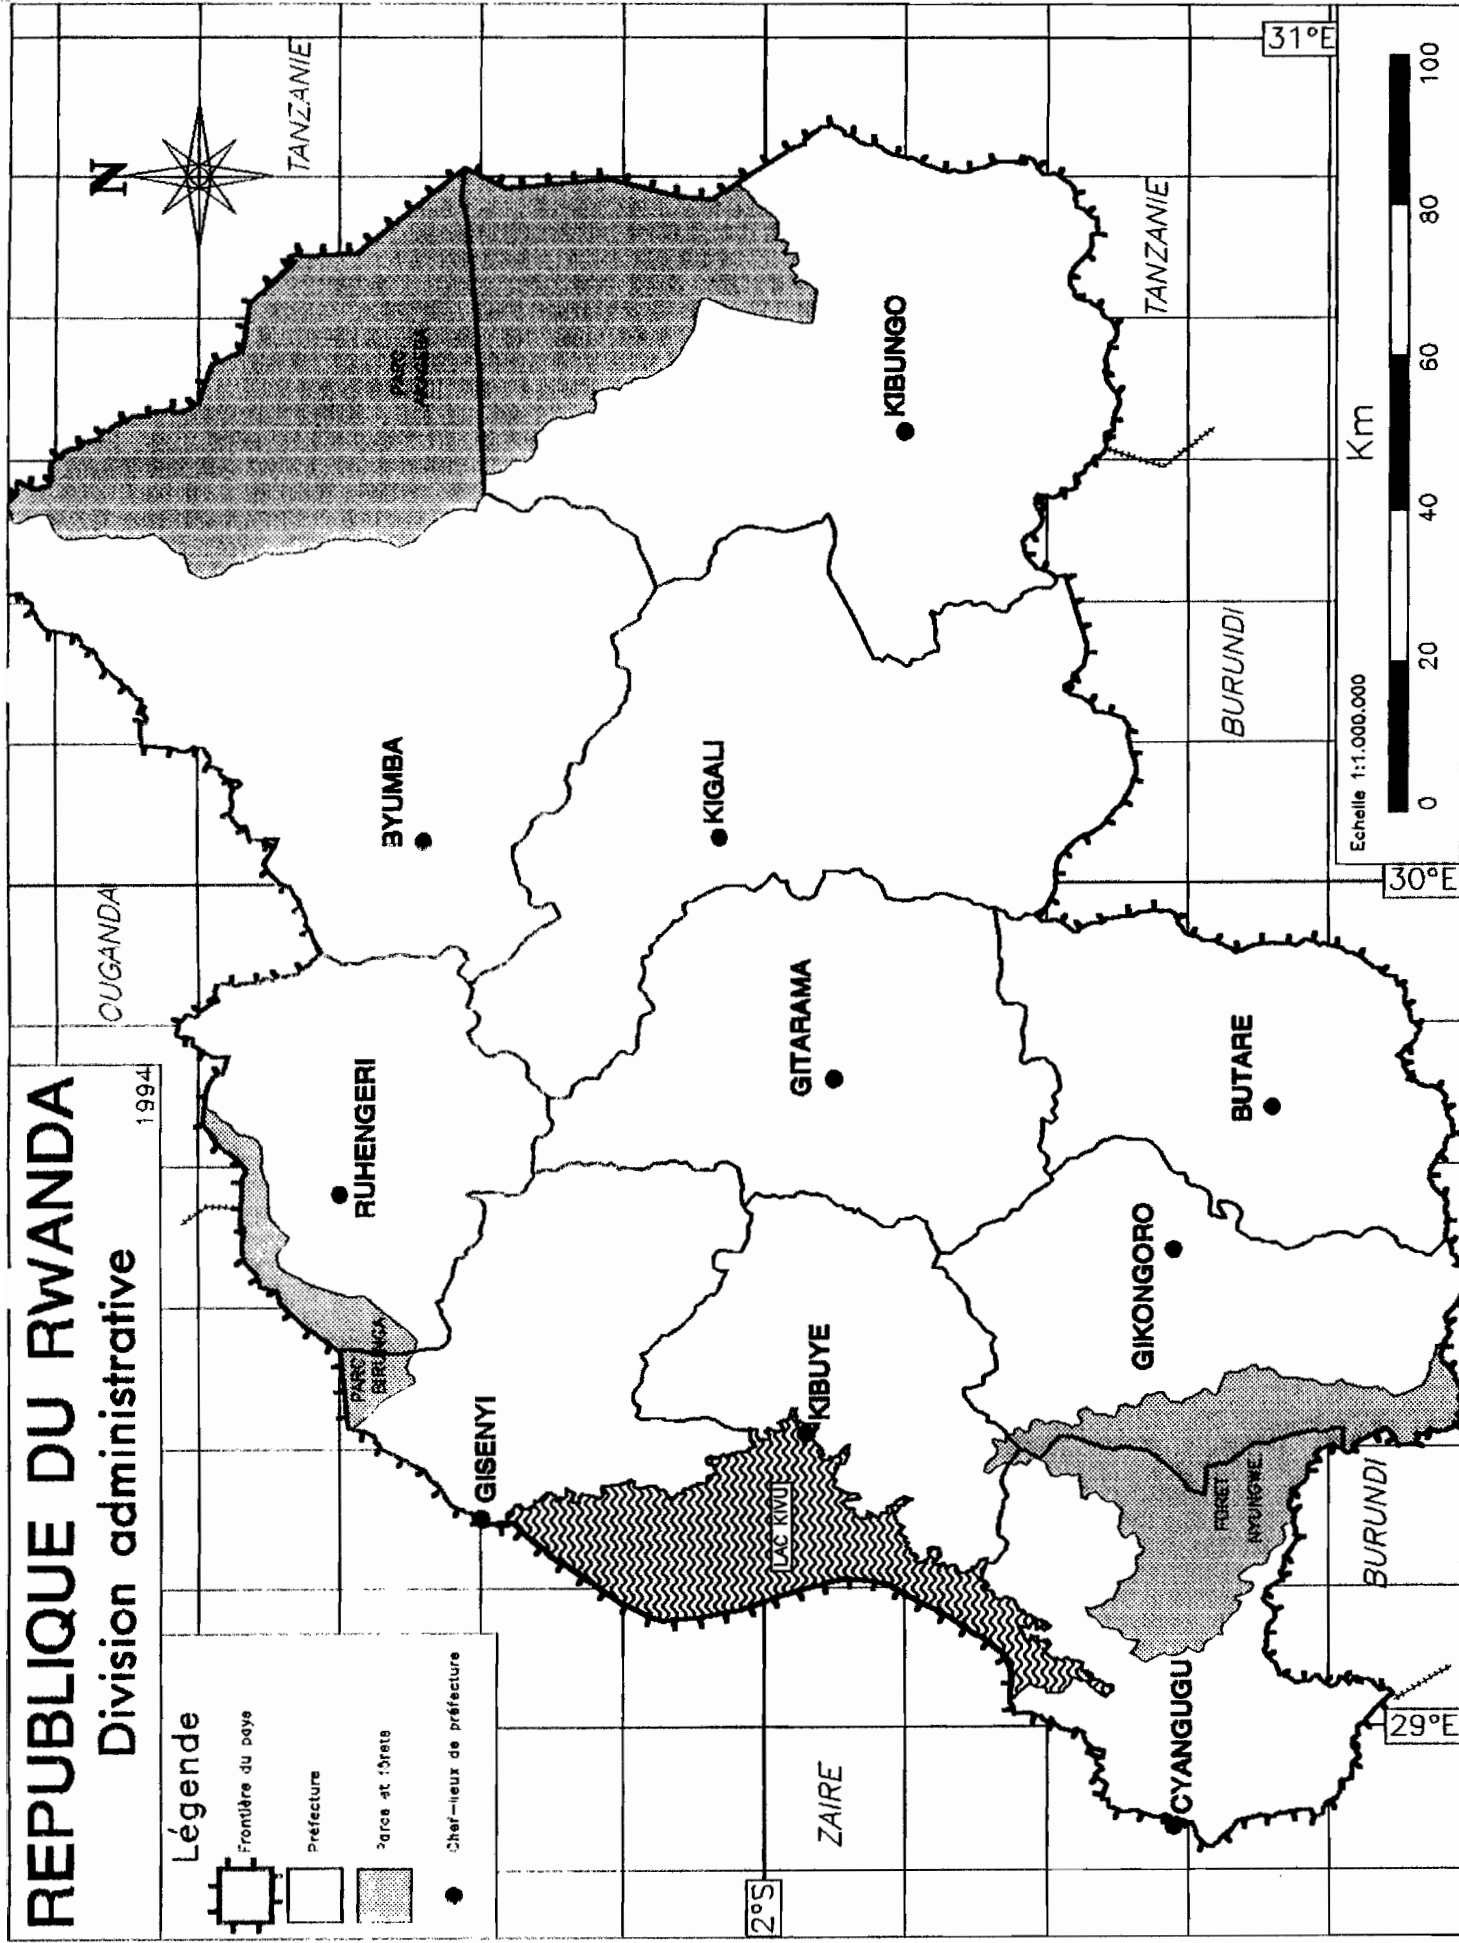 REPUBLIQUE DU RWANDA
Division administrative
1994
Légende
Frontière du pays
Préfecture
Parcs et fôrets
Chef-lieux de préfecture
N
OUGANDA
TANZANIE
RUHENGERI
BYUMBA
PARC
AKAGERA
PARC
BIRUNGA
GISENYI
KIGALI
LAC KIVU
KIBUYE
GITARAMA
KIBUNGO
2°S
ZAIRE
GIKONGORO
BUTARE
CYANGUGU
FORET
NYUNGWE
BURUNDI
BURUNDI
TANZANIE
29°E
30°E
31°E
Echelle 1:1.000.000
Km
0 20 40 60 80 100